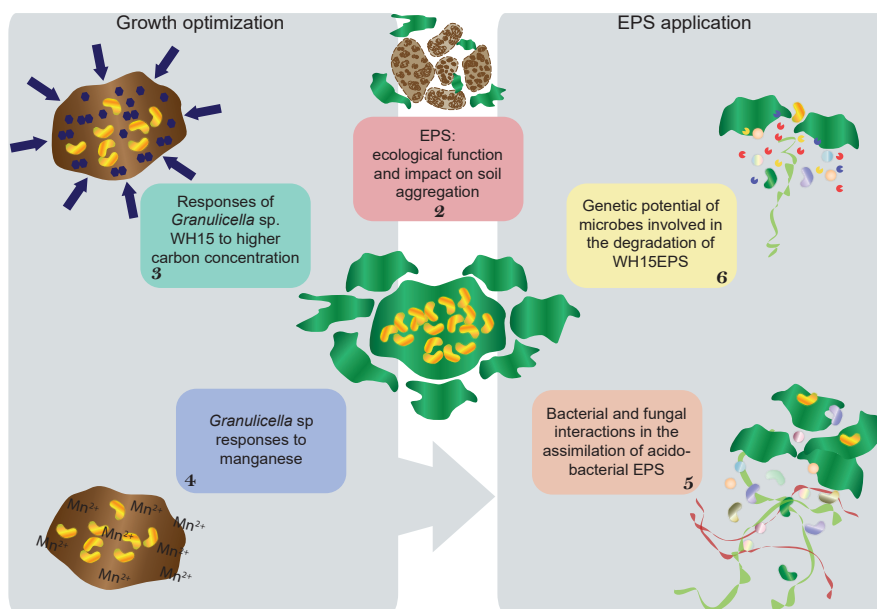 Growth optimization
EPS application
EPS:
ecological function
and impact on soil
aggregation
2
Responses of
Granulicella sp.
WH15 to higher
carbon concentration
3
Genetic potential of
microbes involved in
the degradation of
WH15EPS
6
Granulicella sp
responses to
manganese
4
Bacterial and fungal
interactions in the
assimilation of acido-
bacterial EPS
5
Mn2+
Mn2+
Mn2+
Mn2+
Mn2+
Mn2+
Mn2+
Mn2+